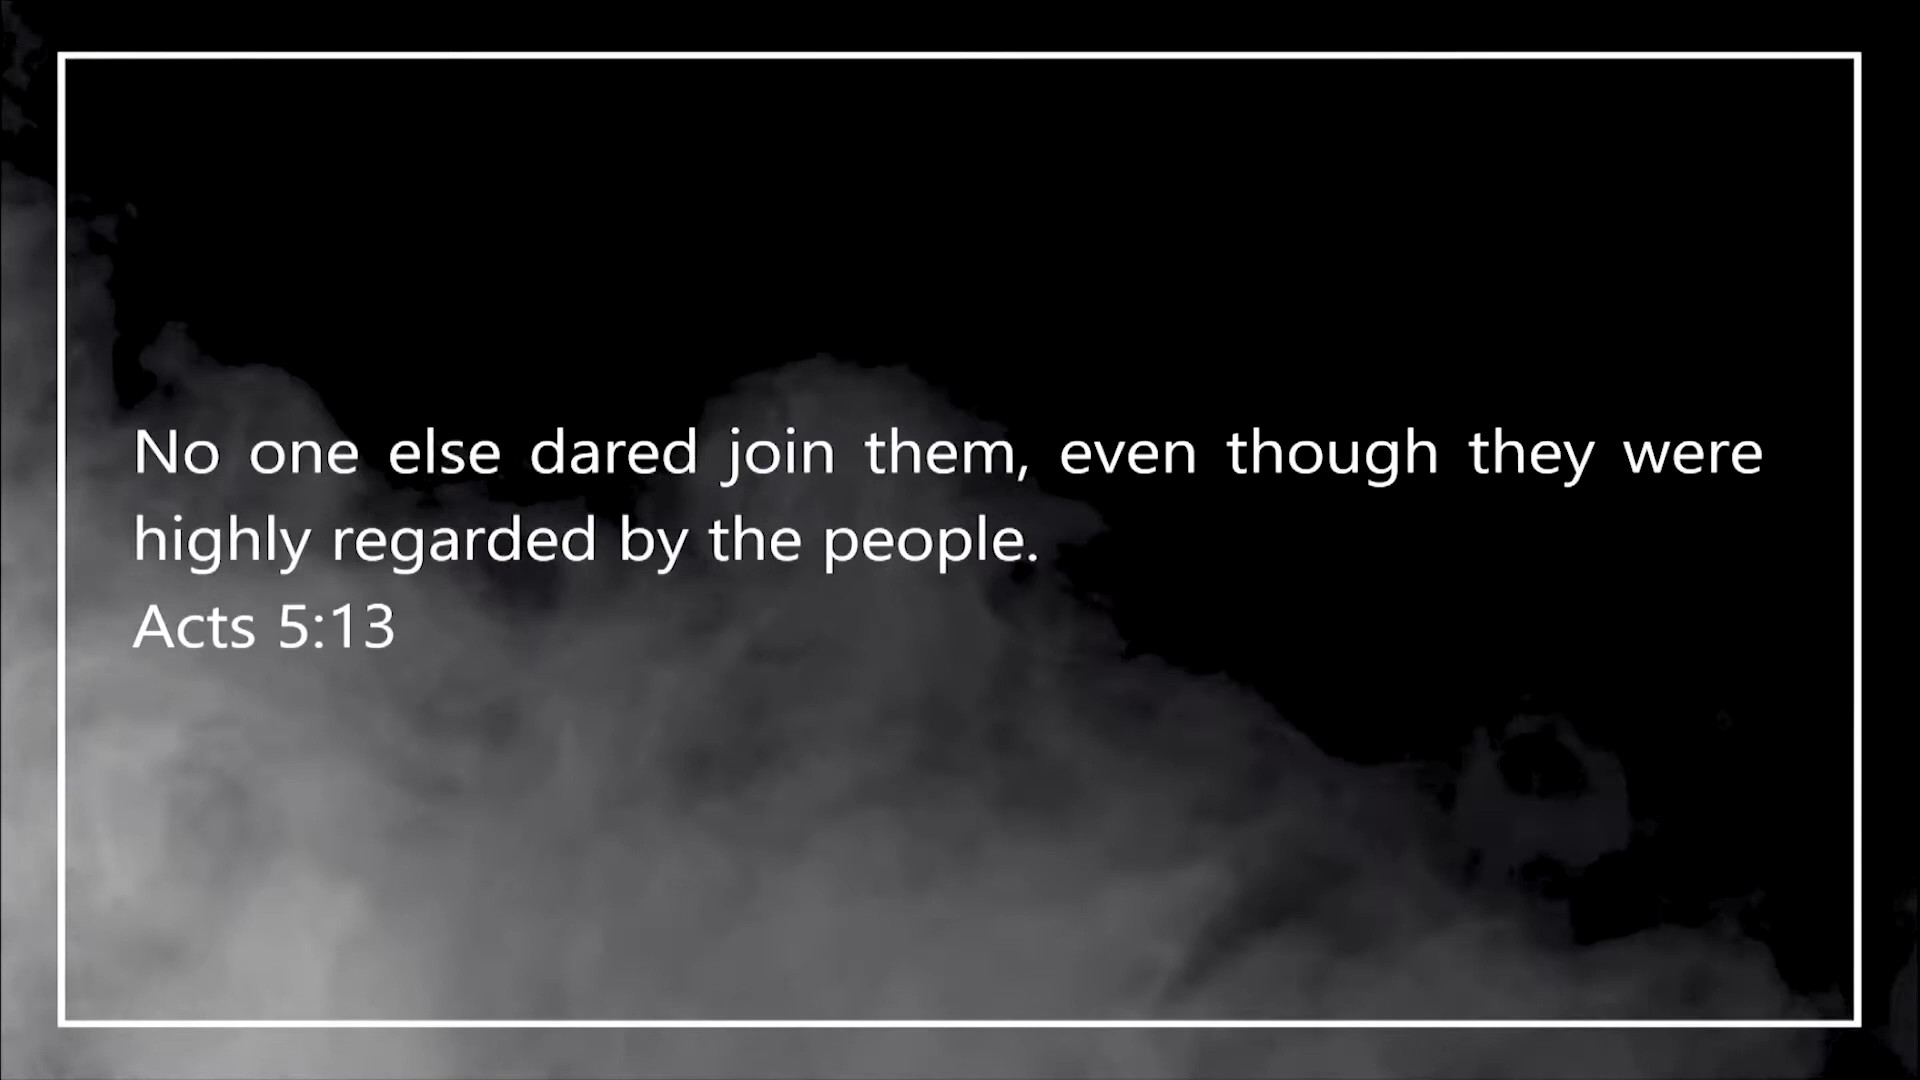 No one else dared join them, even though they were
highly regarded by the people.
Acts 5:13